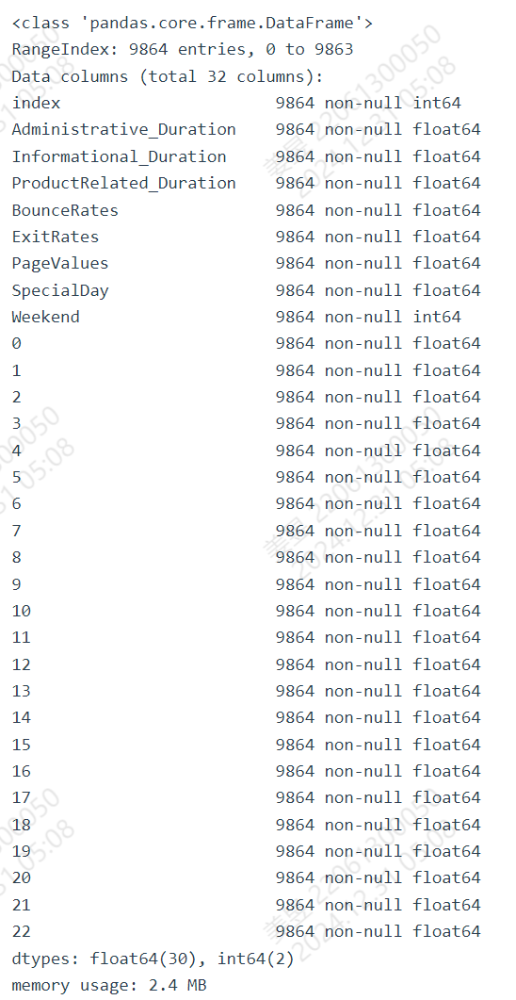 <class 'pandas.core.frame.DataFrame'>
RangeIndex: 9864 entries, 0 to 9863
Data columns (total 32 columns):
index                      9864 non-null int64
Administrative_Duration    9864 non-null float64
Informational_Duration     9864 non-null float64
ProductRelated_Duration    9864 non-null float64
BounceRates                9864 non-null float64
ExitRates                  9864 non-null float64
PageValues                 9864 non-null float64
SpecialDay                 9864 non-null float64
Weekend                    9864 non-null int64
0                          9864 non-null float64
1                          9864 non-null float64
2                          9864 non-null float64
3                          9864 non-null float64
4                          9864 non-null float64
5                          9864 non-null float64
6                          9864 non-null float64
7                          9864 non-null float64
8                          9864 non-null float64
9                          9864 non-null float64
10                         9864 non-null float64
11                         9864 non-null float64
12                         9864 non-null float64
13                         9864 non-null float64
14                         9864 non-null float64
15                         9864 non-null float64
16                         9864 non-null float64
17                         9864 non-null float64
18                         9864 non-null float64
19                         9864 non-null float64
20                         9864 non-null float64
21                         9864 non-null float64
22                         9864 non-null float64
dtypes: float64(30), int64(2)
memory usage: 2.4 MB